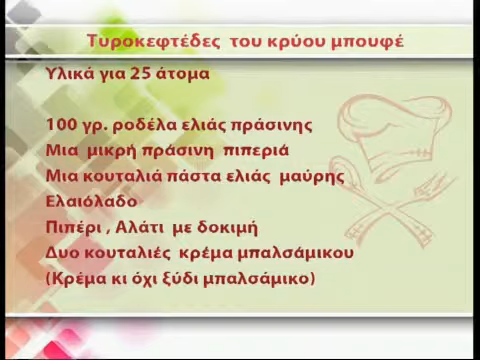 Τυροκεφτέδες του κρύου μπουφέ
Υλικά για 25 άτομα
100 γρ. ροδέλα ελιάς πράσινης
Μια μικρή πράσινη πιπεριά
Μια κουταλιά πάστα ελιάς μαύρης
Ελαιόλαδο
Πιπέρι , Αλάτι με δοκιμή
Δυο κουταλιές κρέμα μπαλσάμικου
(Κρέμα κι όχι ξύδι μπαλσάμικο)